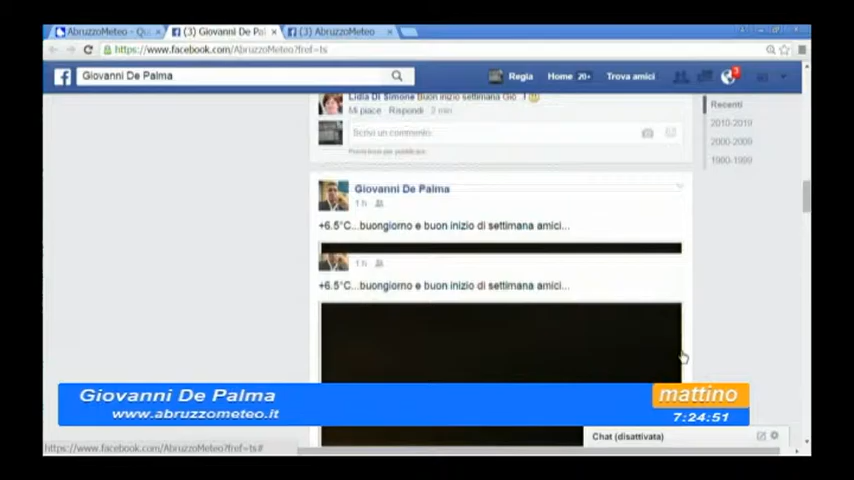 AbruzzoMeteo - Qu
(3) Giovanni De Pal
(3) AbruzzoMeteo
https://www.facebook.com/AbruzzoMeteo?fref=ts
Giovanni De Palma
Regia
Home 20+
Trova amici
3
Lidia Di Simone Buon inizio settimana Gio
Mi piace Rispondi 2 min
Scrivi un commento
Recenti
2010-2019
2000-2009
1900-1999
Giovanni De Palma
1 h
+6.5°C...buongiorno e buon inizio di settimana amici...
1 h
+6.5°C...buongiorno e buon inizio di settimana amici...
Giovanni De Palma
www.abruzzometeo.it
mattino
7:24:51
Chat (disattivata)
https://www.facebook.com/AbruzzoMeteo?fref=ts#